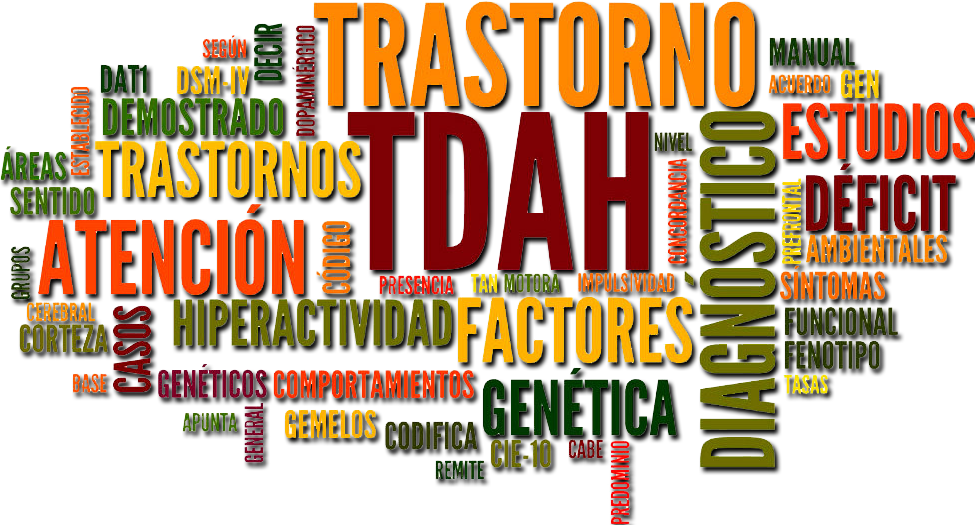 TRASTORNO
SEGÚN
DECIR
DOPAMINÉRGICO
MANUAL
DAT1
DSM-IV
ACUERDO
GEN
ESTABLECIDO
DEMOSTRADO
TDAH
NIVEL
DIAGNÓSTICO
ESTUDIOS
ÁREAS
TRASTORNOS
CONCORDANCIA
PREFRONTAL
DÉFICIT
SENTIDO
ATENCIÓN
CÓDIGO
AMBIENTALES
GRUPOS
PRESENCIA
TAN
MOTORA
IMPULSIVIDAD
SÍNTOMAS
CEREBRAL
CORTEZA
CASOS
HIPERACTIVIDAD
FACTORES
FUNCIONAL
FENOTIPO
BASE
GENÉTICOS
COMPORTAMIENTOS
GENÉTICA
TASAS
APUNTA
GENERAL
GEMELOS
CODIFICA
CIE-10
CABE
REMITE
PREDOMINIO